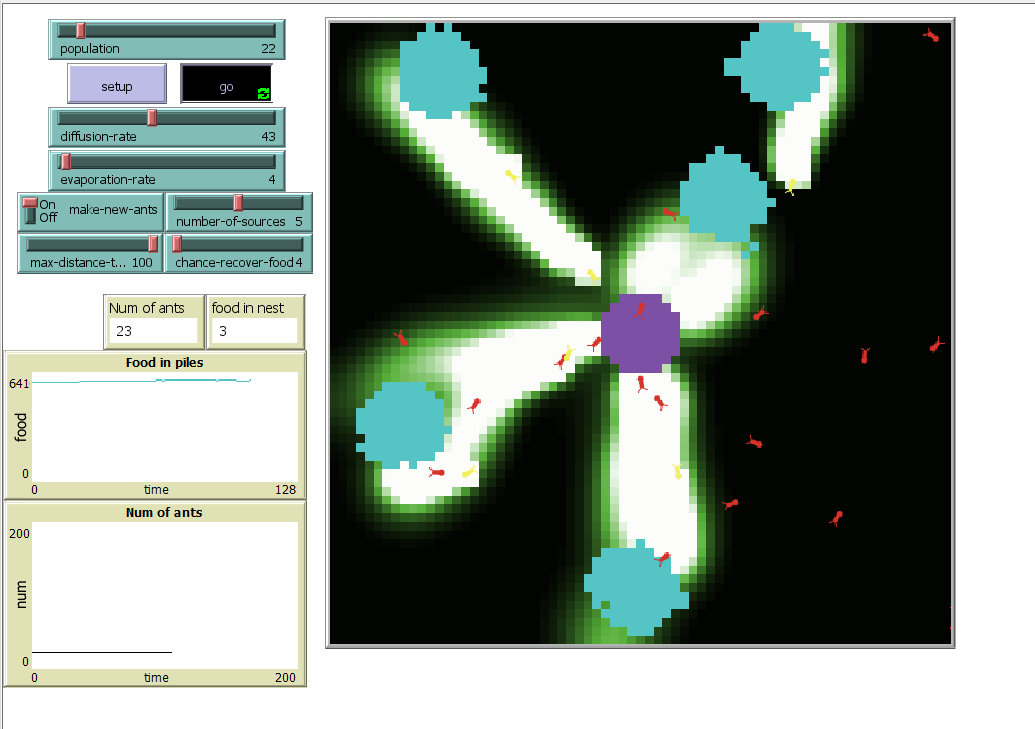 population 22
setup
go
diffusion-rate 43
evaporation-rate 4
On
Off
make-new-ants
number-of-sources 5
max-distance-t... 100
chance-recover-food 4
Num of ants
23
food in nest
3
Food in piles
641
food
0
0 time 128
Num of ants
200
num
0
0 time 200